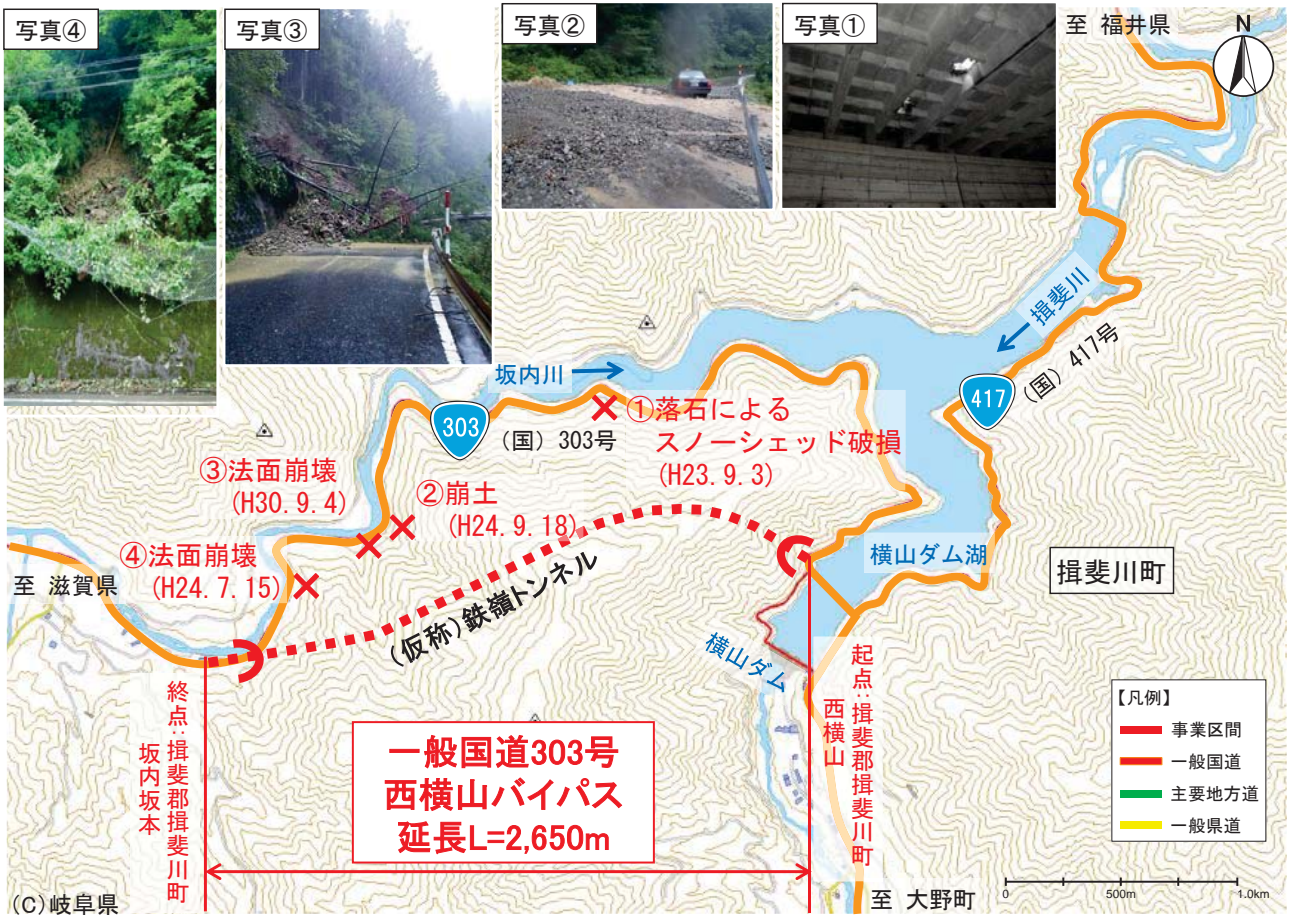 写真④
写真③
写真②
写真①
至 福井県
N
揖斐川
(国) 417号
417
坂内川
303
(国) 303号
①落石による
スノーシェッド破損
(H23. 9. 3)
③法面崩壊
(H30. 9. 4)
②崩土
(H24. 9. 18)
④法面崩壊
(H24. 7. 15)
至 滋賀県
(仮称)鉄嶺トンネル
横山ダム湖
揖斐川町
横山ダム
起点：揖斐郡揖斐川町
西横山
終点：揖斐郡揖斐川町
坂内坂本
一般国道303号
西横山バイパス
延長L=2,650m
【凡例】
事業区間
一般国道
主要地方道
一般県道
至 大野町
0 500m 1.0km
(C)岐阜県